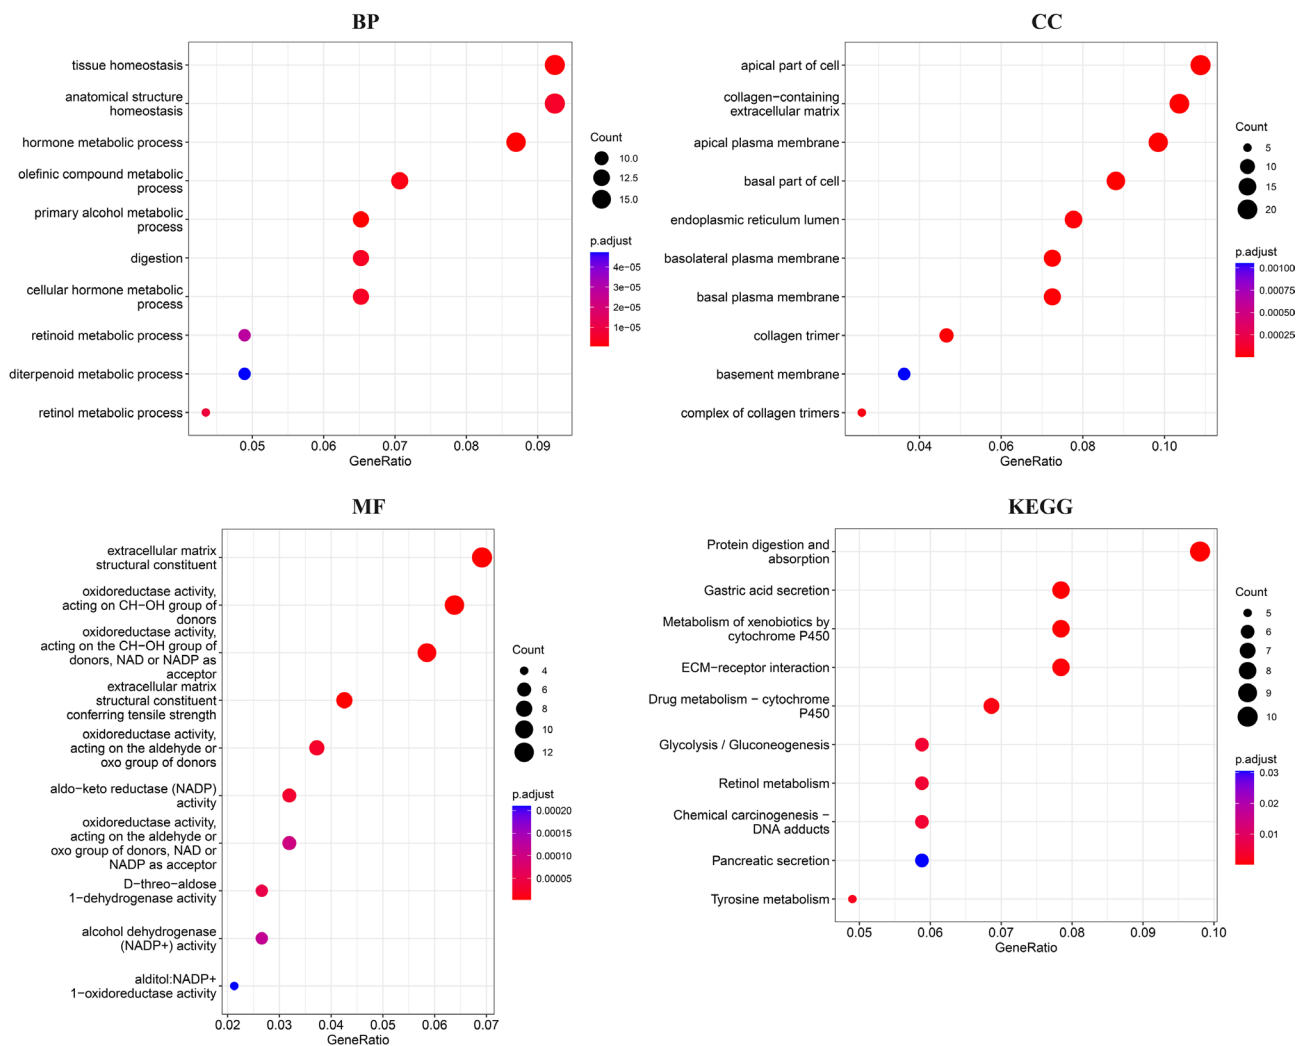 BP
tissue homeostasis
anatomical structure
homeostasis
hormone metabolic process
olefinic compound metabolic
process
primary alcohol metabolic
process
digestion
cellular hormone metabolic
process
retinoid metabolic process
diterpenoid metabolic process
retinol metabolic process
0.05 0.06 0.07 0.08 0.09
GeneRatio
Count
10.0
12.5
15.0
p.adjust
4e−05
3e−05
2e−05
1e−05
CC
apical part of cell
collagen−containing
extracellular matrix
apical plasma membrane
basal part of cell
endoplasmic reticulum lumen
basolateral plasma membrane
basal plasma membrane
collagen trimer
basement membrane
complex of collagen trimers
0.04 0.06 0.08 0.10
GeneRatio
Count
5
10
15
20
p.adjust
0.00100
0.00075
0.00050
0.00025
MF
extracellular matrix
structural constituent
oxidoreductase activity,
acting on CH−OH group of
donors
oxidoreductase activity,
acting on the CH−OH group of
donors, NAD or NADP as
acceptor
extracellular matrix
structural constituent
conferring tensile strength
oxidoreductase activity,
acting on the aldehyde or
oxo group of donors
aldo−keto reductase (NADP)
activity
oxidoreductase activity,
acting on the aldehyde or
oxo group of donors, NAD or
NADP as acceptor
D−threo−aldose
1−dehydrogenase activity
alcohol dehydrogenase
(NADP+) activity
alditol:NADP+
1−oxidoreductase activity
0.02 0.03 0.04 0.05 0.06 0.07
GeneRatio
Count
4
6
8
10
12
p.adjust
0.00020
0.00015
0.00010
0.00005
KEGG
Protein digestion and
absorption
Gastric acid secretion
Metabolism of xenobiotics by
cytochrome P450
ECM−receptor interaction
Drug metabolism − cytochrome
P450
Glycolysis / Gluconeogenesis
Retinol metabolism
Chemical carcinogenesis −
DNA adducts
Pancreatic secretion
Tyrosine metabolism
0.05 0.06 0.07 0.08 0.09 0.10
GeneRatio
Count
5
6
7
8
9
10
p.adjust
0.03
0.02
0.01